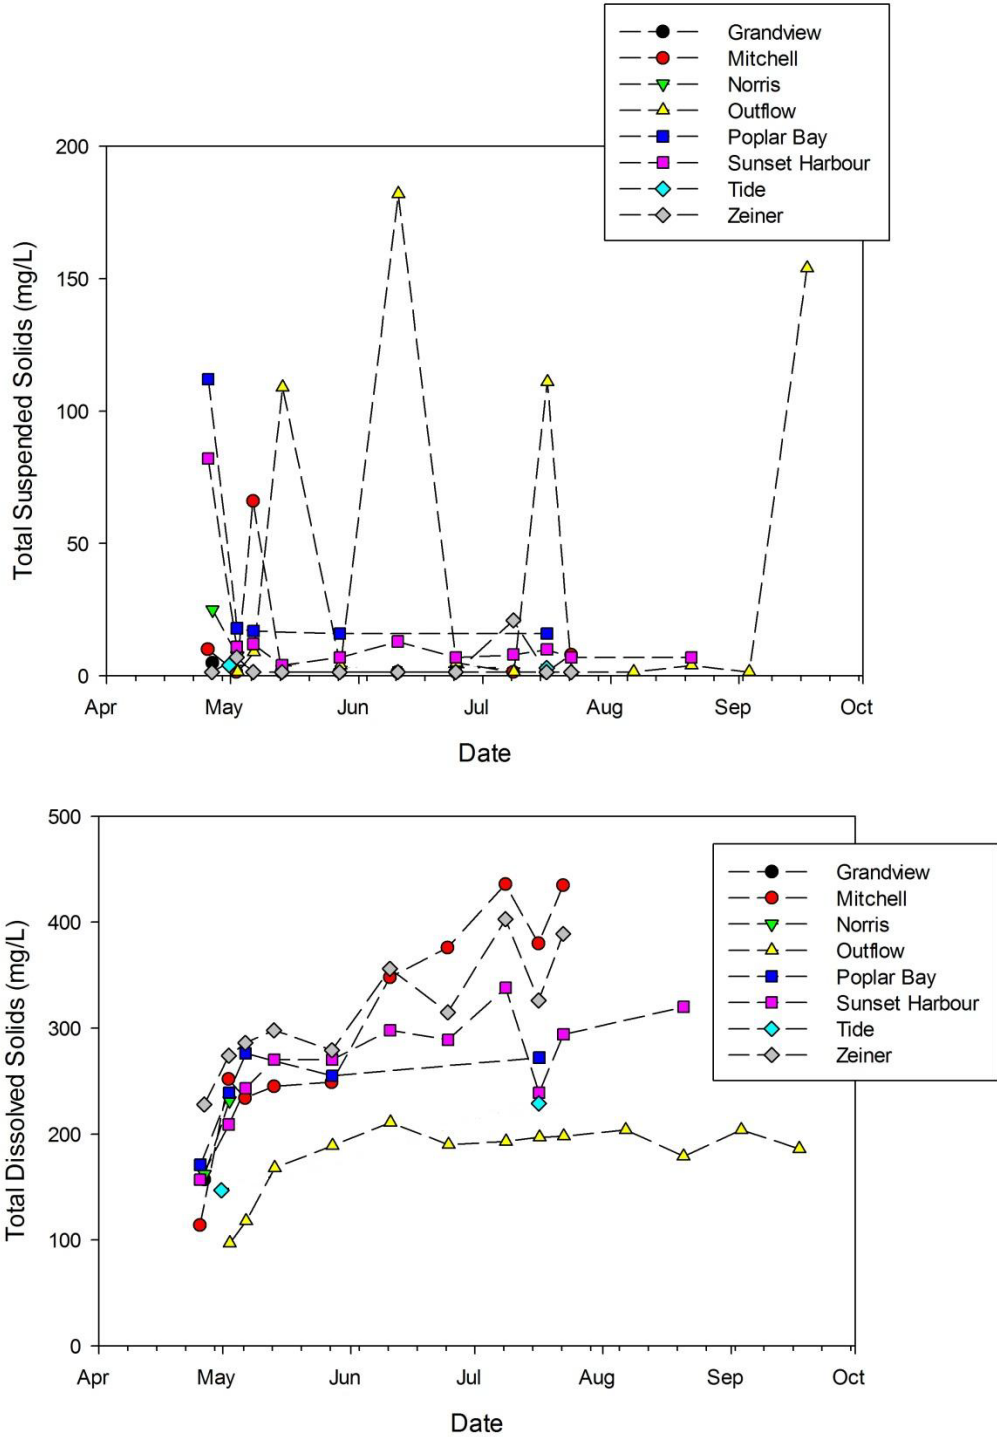 Grandview
Mitchell
Norris
Outflow
Poplar Bay
Sunset Harbour
Tide
Zeiner
Total Suspended Solids (mg/L)
200
150
100
50
0
Apr May Jun Jul Aug Sep Oct
Date
Total Dissolved Solids (mg/L)
500
400
300
200
100
0
Grandview
Mitchell
Norris
Outflow
Poplar Bay
Sunset Harbour
Tide
Zeiner
Apr May Jun Jul Aug Sep Oct
Date